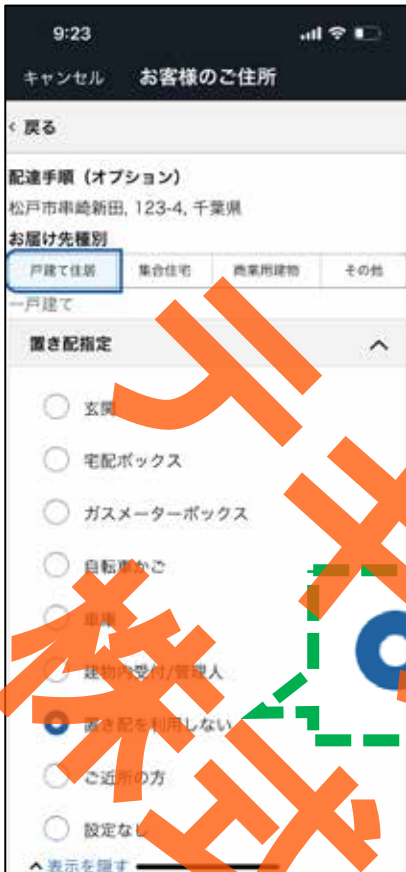 9:23
キャンセル お客様のご住所
< 戻る
配達手順（オプション）
松戸市串崎新田, 123-4, 千葉県
お届け先種別
戸建て住居 集合住宅 商業用建物 その他
一戸建て
置き配指定
玄関
宅配ボックス
ガスメーターボックス
自転車かご
車庫
建物内受付/管理人
置き配を利用しない
ご近所の方
設定なし
表示を隠す
株式